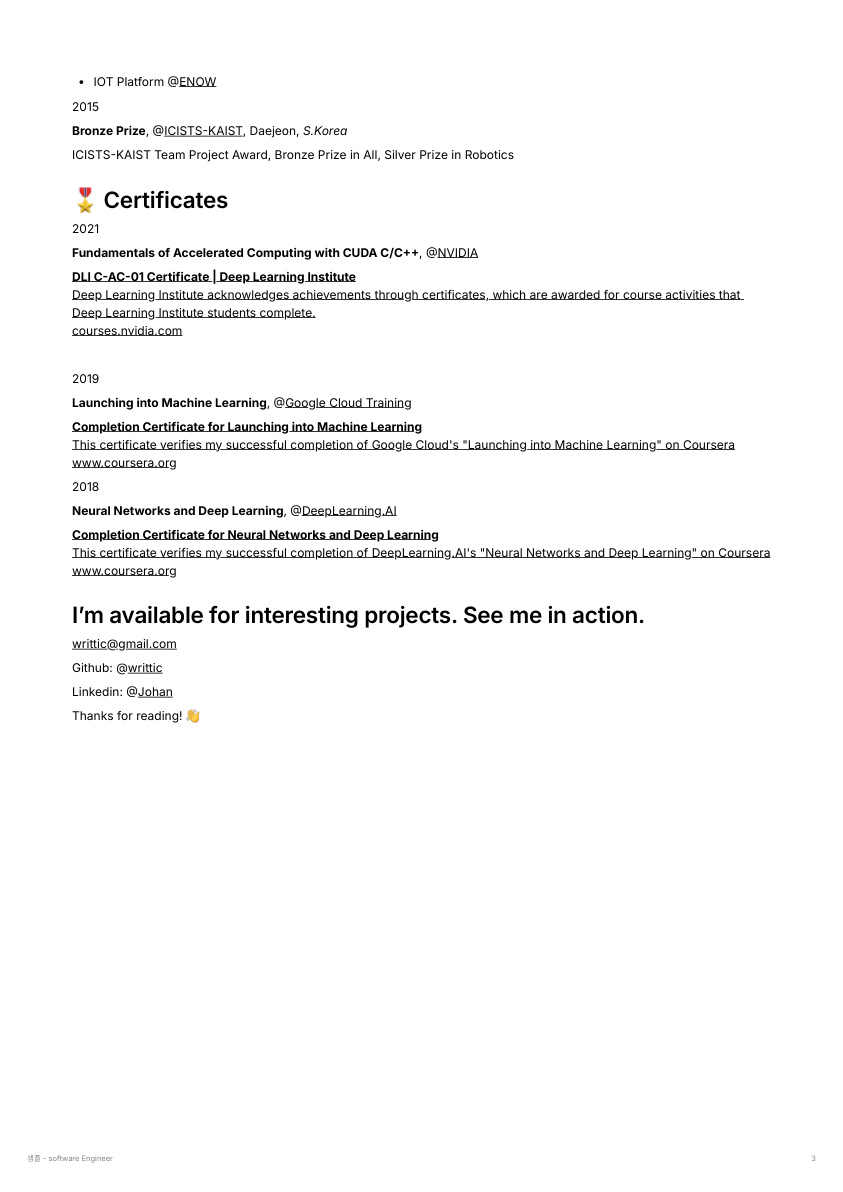 • IOT Platform @ENOW
2015
Bronze Prize, @ICISTS-KAIST, Daejeon, S.Korea
ICISTS-KAIST Team Project Award, Bronze Prize in All, Silver Prize in Robotics
🎖️ Certificates
2021
Fundamentals of Accelerated Computing with CUDA C/C++, @NVIDIA
DLI C-AC-01 Certificate | Deep Learning Institute
Deep Learning Institute acknowledges achievements through certificates, which are awarded for course activities that
Deep Learning Institute students complete.
courses.nvidia.com
2019
Launching into Machine Learning, @Google Cloud Training
Completion Certificate for Launching into Machine Learning
This certificate verifies my successful completion of Google Cloud's "Launching into Machine Learning" on Coursera
www.coursera.org
2018
Neural Networks and Deep Learning, @DeepLearning.AI
Completion Certificate for Neural Networks and Deep Learning
This certificate verifies my successful completion of DeepLearning.AI's "Neural Networks and Deep Learning" on Coursera
www.coursera.org
I’m available for interesting projects. See me in action.
writtic@gmail.com
Github: @writtic
Linkedin: @Johan
Thanks for reading! 👋
샘플 - software Engineer
3